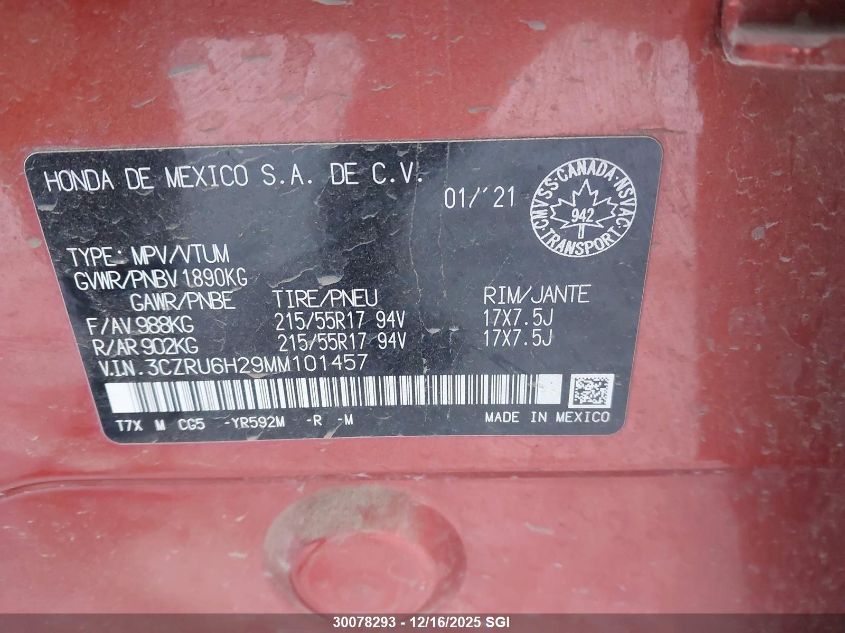 HONDA DE MEXICO S.A. DE C.V.
01/'21
CMVSS·CANADA·NSVAC
942
TRANSPORT
TYPE: MPV/VTUM
GVWR/PNBV 1890KG
GAWR/PNBE TIRE/PNEU RIM/JANTE
F/AV 988KG 215/55R17 94V 17X7.5J
R/AR 902KG 215/55R17 94V 17X7.5J
V.I.N. 3CZRU6H29MM101457
T7X M CG5 -YR592M -R -M MADE IN MEXICO
30078293 - 12/16/2025 SGI